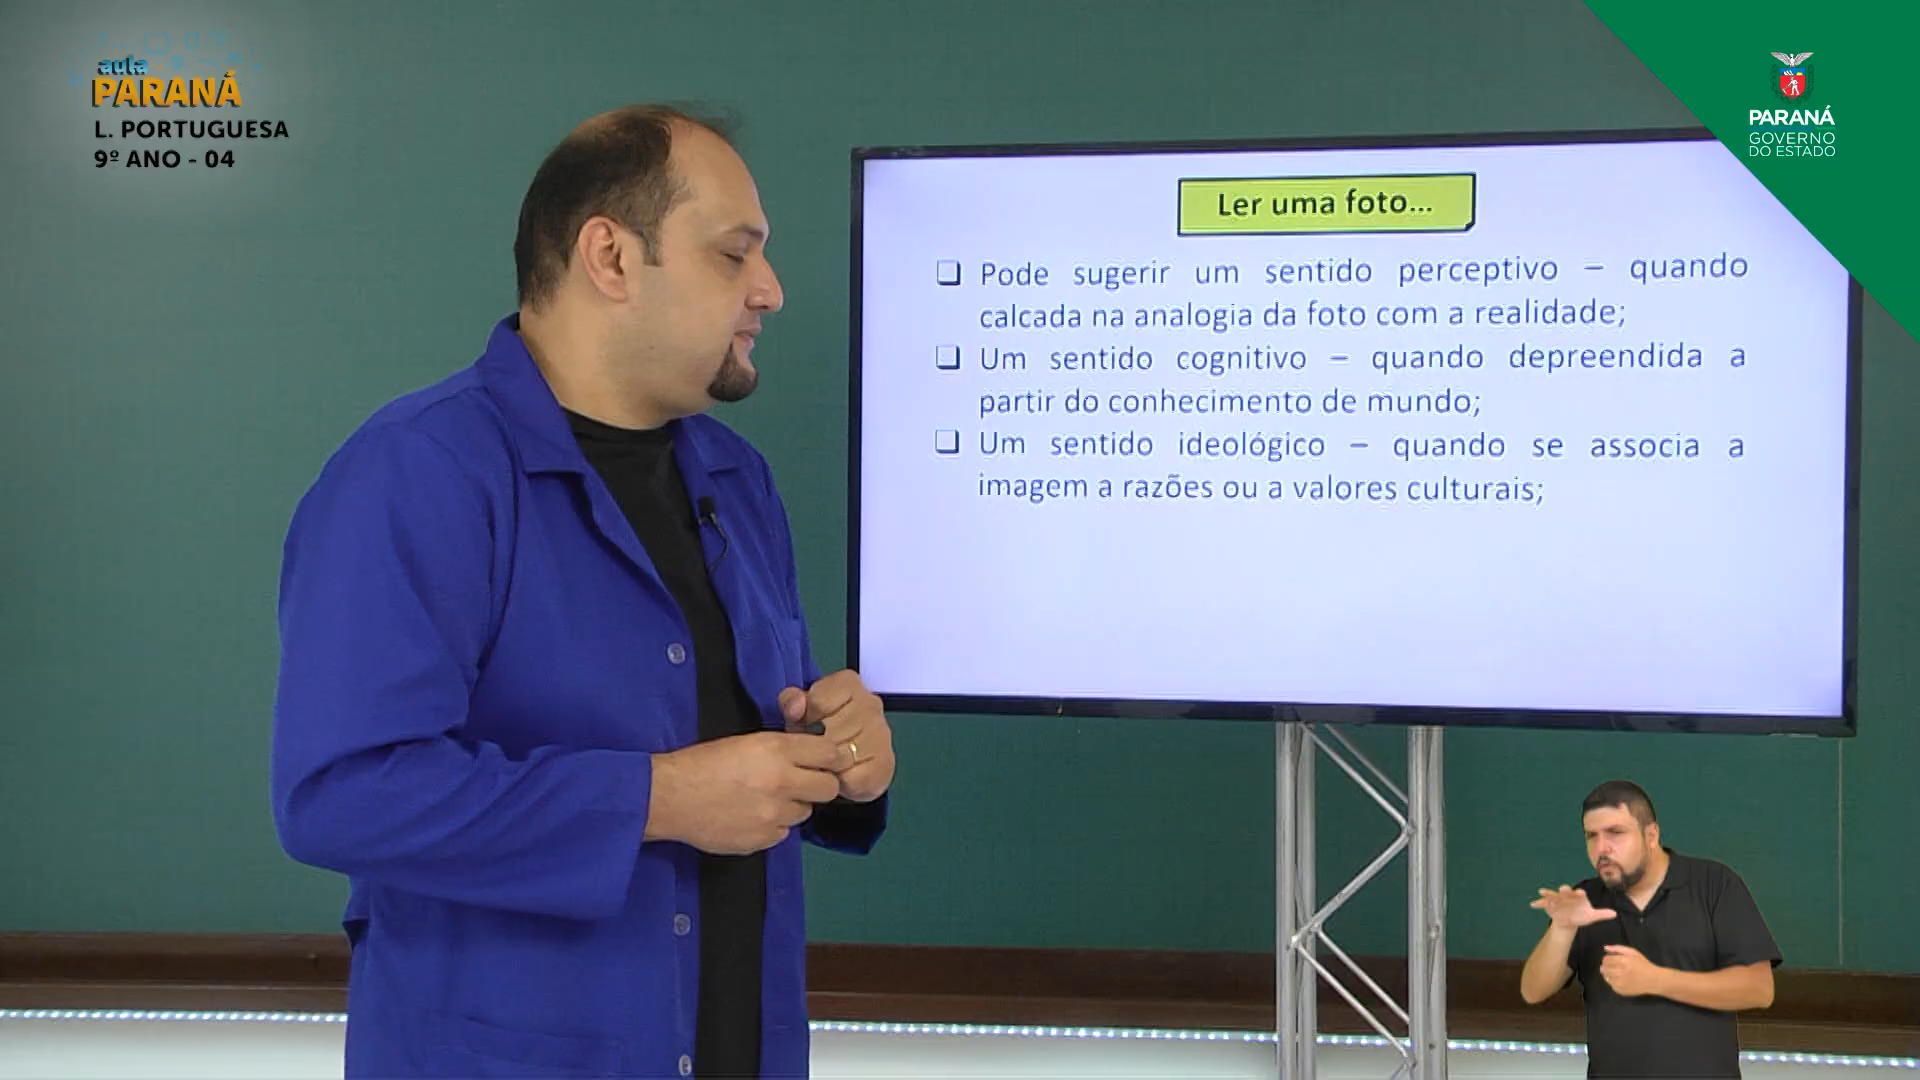 aula
PARANÁ
L. PORTUGUESA
9º ANO - 04
PARANÁ
GOVERNO
DO ESTADO
Ler uma foto...
❑ Pode sugerir um sentido perceptivo – quando
calcada na analogia da foto com a realidade;
❑ Um sentido cognitivo – quando depreendida a
partir do conhecimento de mundo;
❑ Um sentido ideológico – quando se associa a
imagem a razões ou a valores culturais;